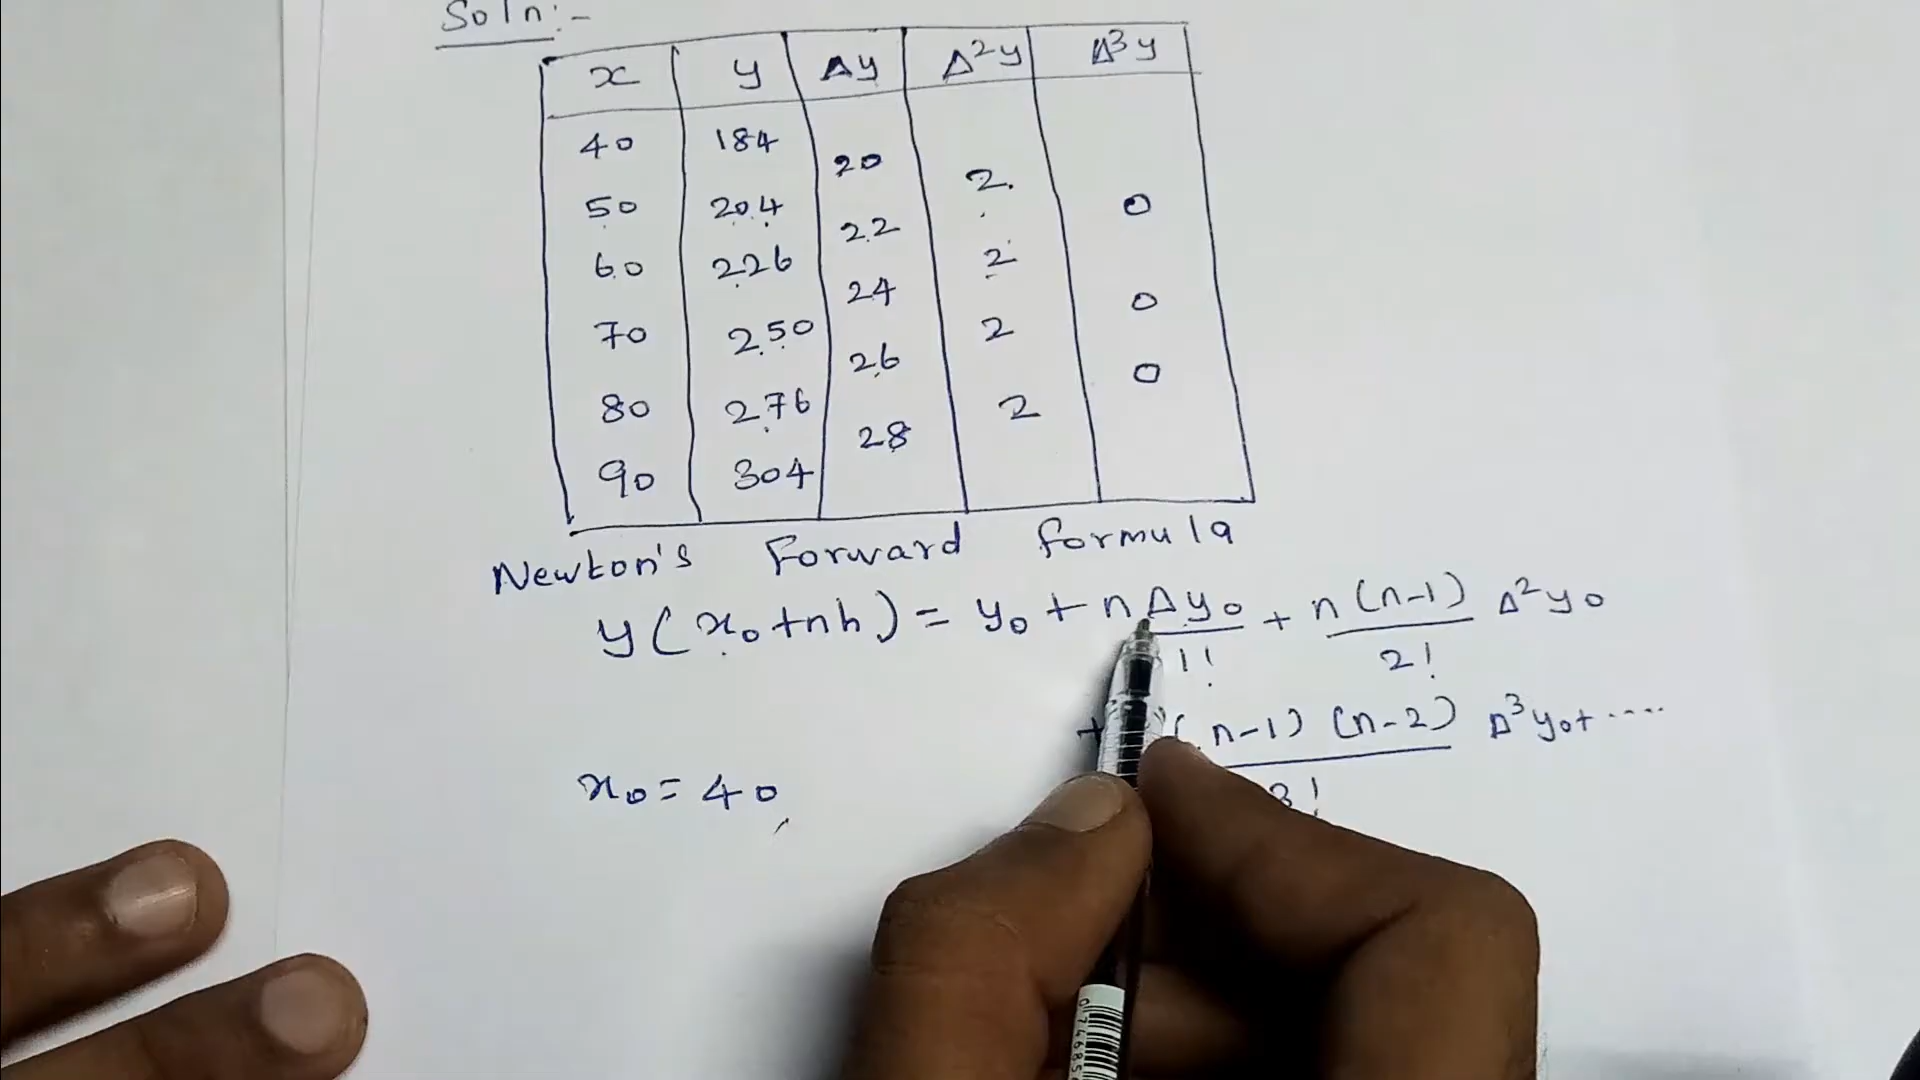 Soln:-
x y Δy Δ²y Δ³y
40 184
20
2
50 204 0
22
60 226 2
24 0
70 250 2
26 0
80 276 2
28
90 304
Newton's Forward formula
y(x₀+nh) = y₀ + nΔy₀/1! + n(n-1)/2! Δ²y₀
+ (n-1)(n-2)/3! Δ³y₀+ ....
x₀ = 40